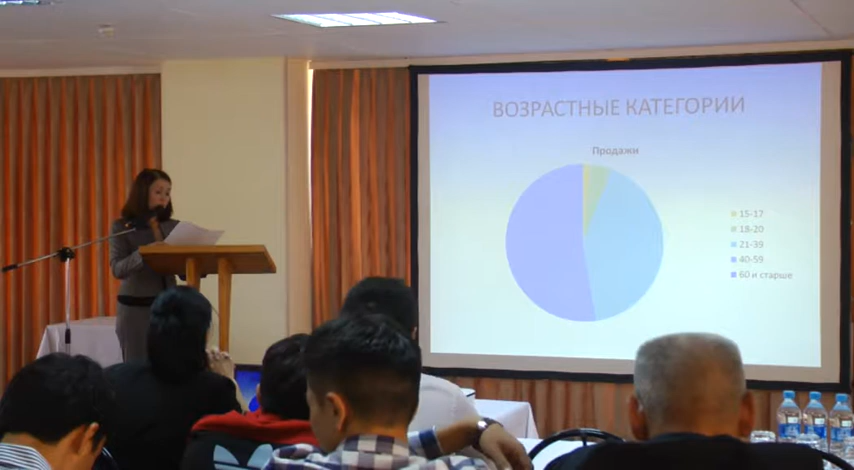 ВОЗРАСТНЫЕ КАТЕГОРИИ
Продажи
15-17
18-20
21-39
40-59
60 и старше